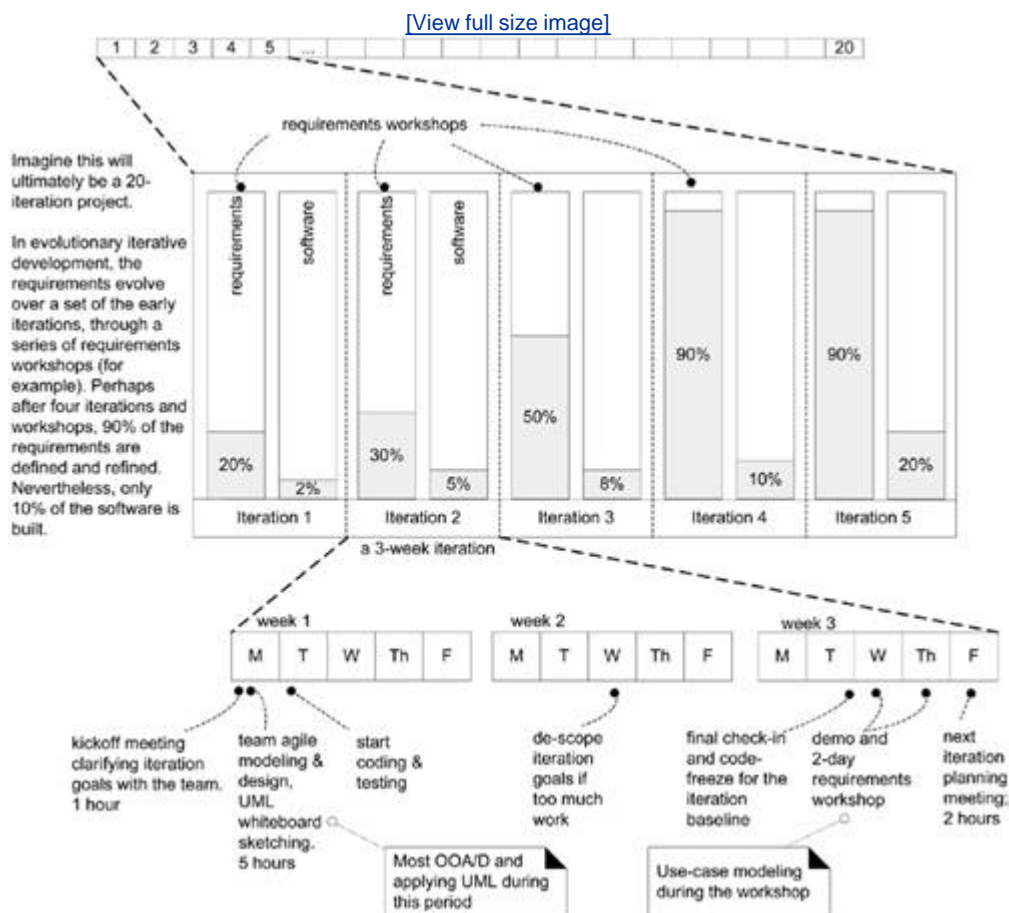 [View full size image]
1 2 3 4 5 ... 20
requirements workshops
Imagine this will
ultimately be a 20-
iteration project.
In evolutionary iterative
development, the
requirements evolve
over a set of the early
iterations, through a
series of requirements
workshops (for
example). Perhaps
after four iterations and
workshops, 90% of the
requirements are
defined and refined.
Nevertheless, only
10% of the software is
built.
requirements
software
requirements
software
20%
2%
30%
5%
50%
8%
90%
10%
90%
20%
Iteration 1
Iteration 2
Iteration 3
Iteration 4
Iteration 5
a 3-week iteration
week 1
M T W Th F
week 2
M T W Th F
week 3
M T W Th F
kickoff meeting
clarifying iteration
goals with the team.
1 hour
team agile
modeling &
design,
UML
whiteboard
sketching.
5 hours
start
coding &
testing
de-scope
iteration
goals if
too much
work
final check-in
and code-
freeze for the
iteration
baseline
demo and
2-day
requirements
workshop
next
iteration
planning
meeting;
2 hours
Most OOA/D and
applying UML during
this period
Use-case modeling
during the workshop